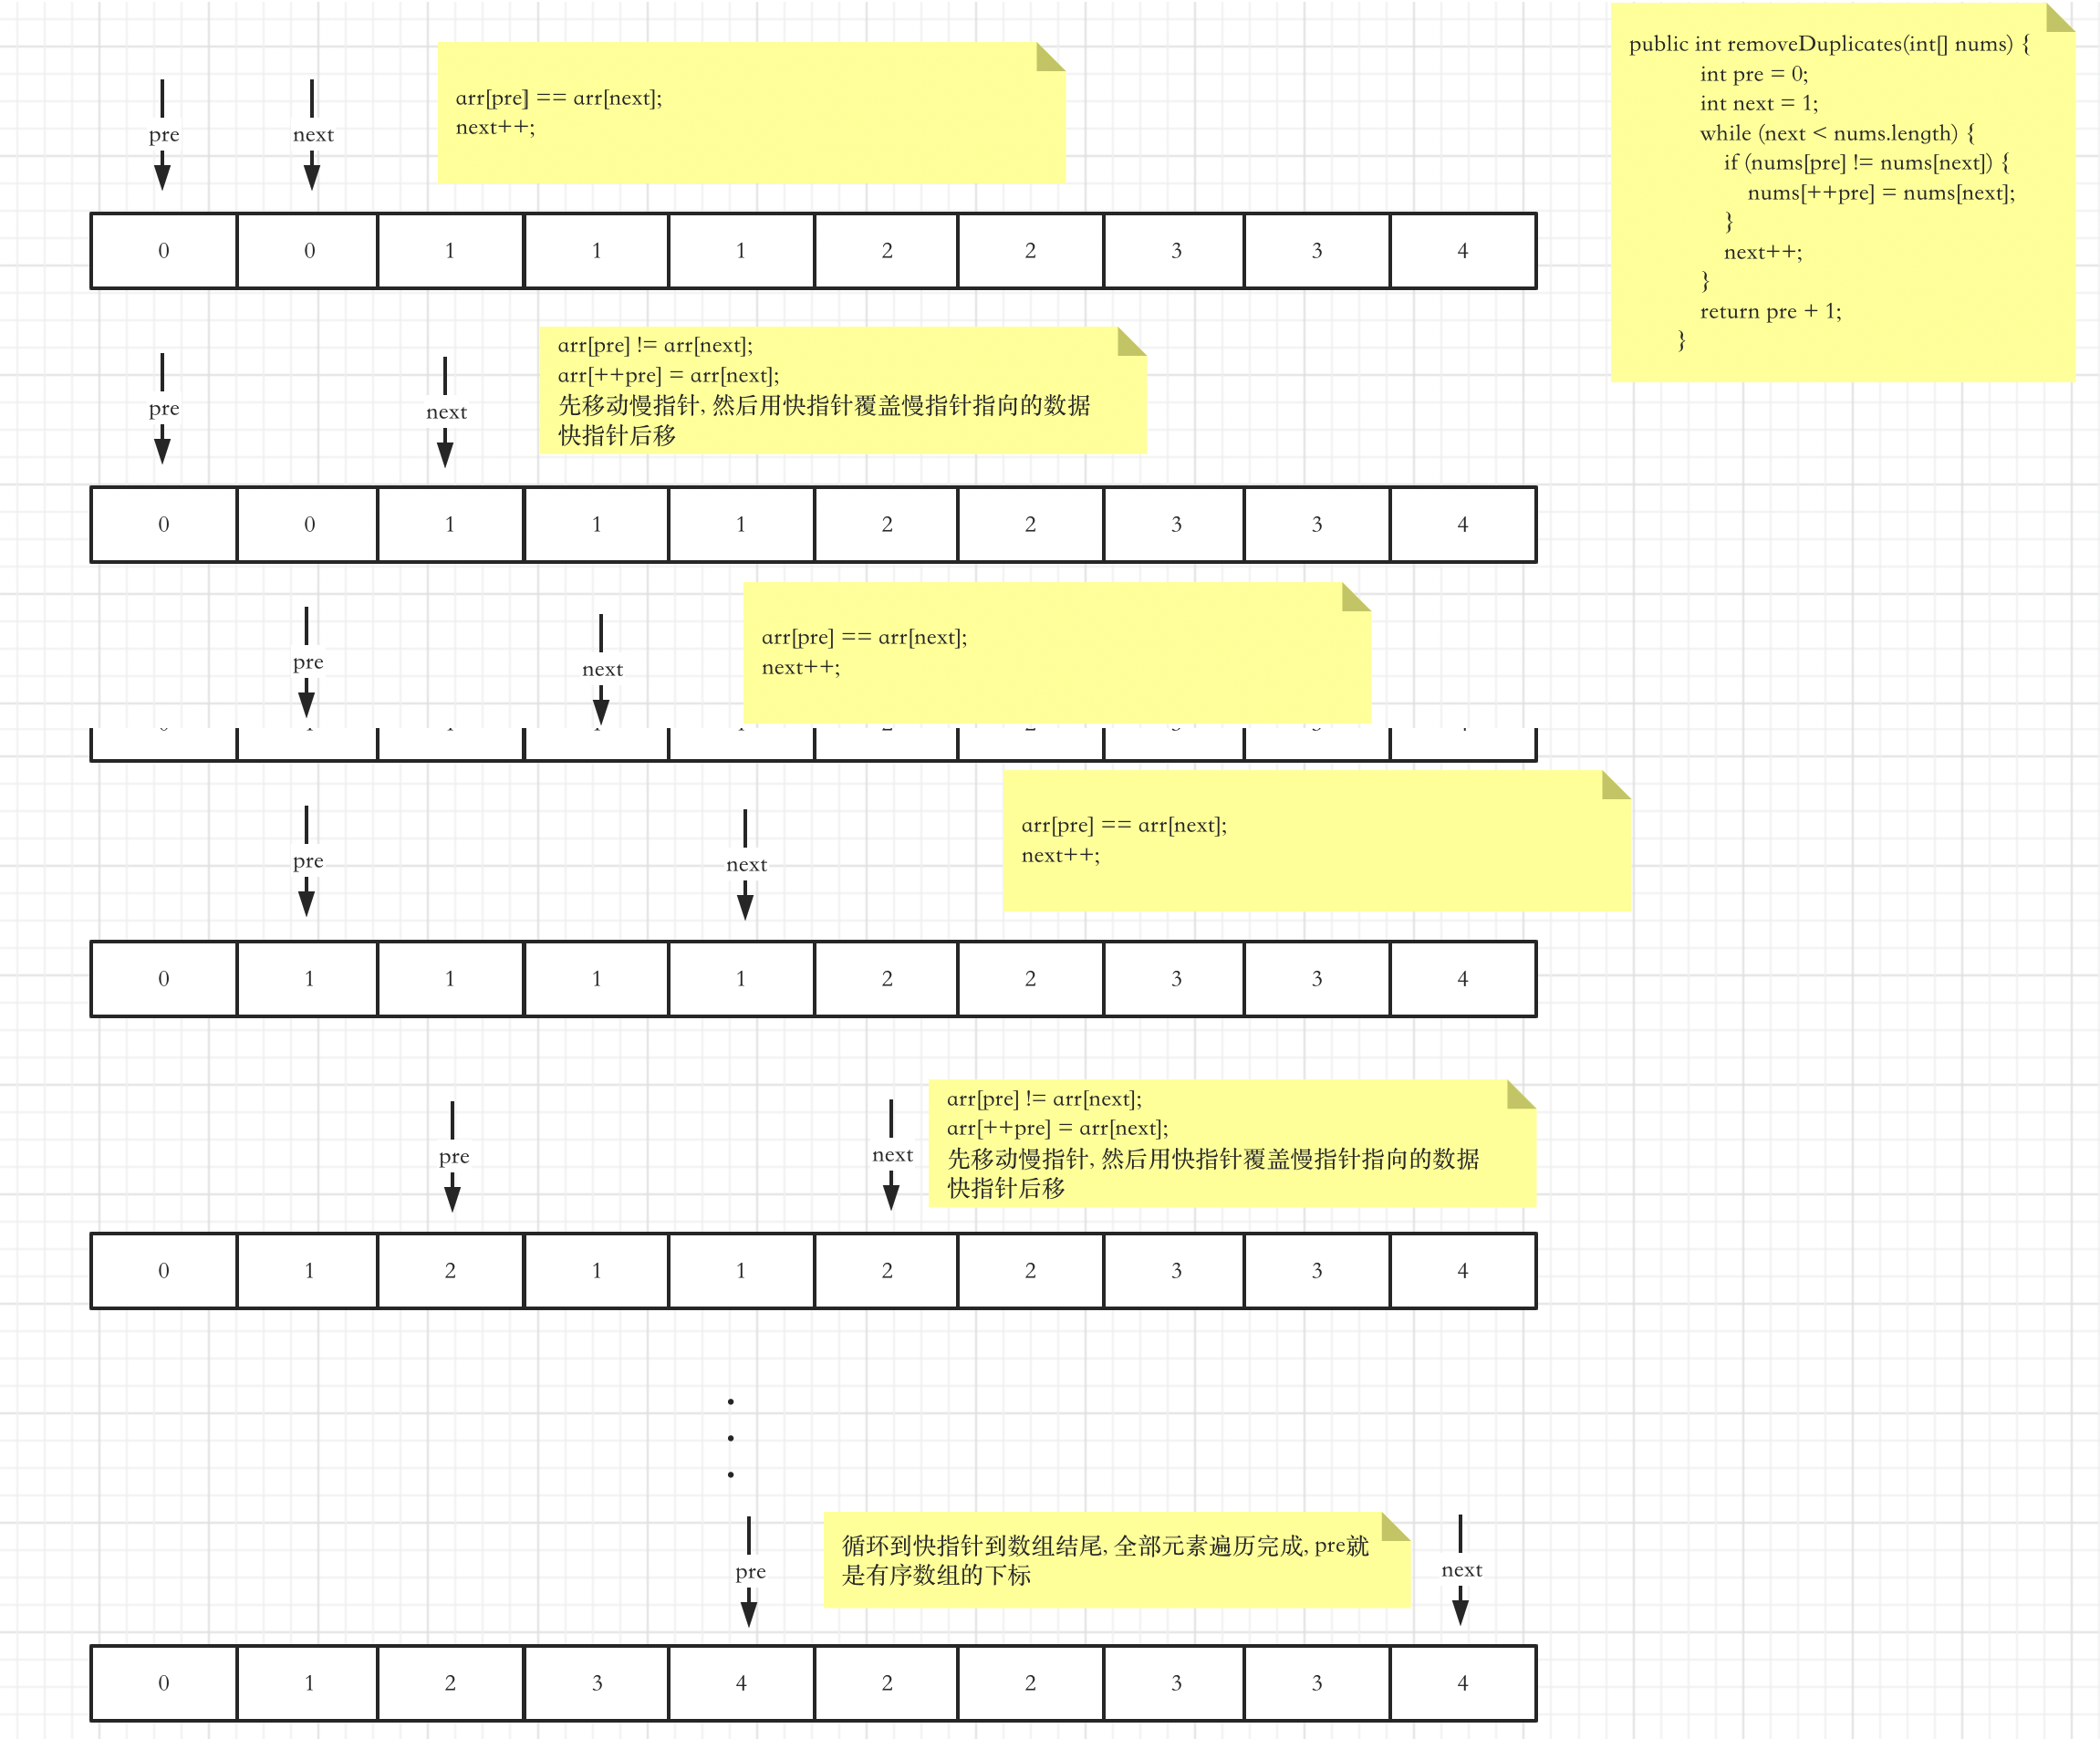 public int removeDuplicates(int[] nums) {
int pre = 0;
int next = 1;
while (next < nums.length) {
if (nums[pre] != nums[next]) {
nums[++pre] = nums[next];
}
next++;
}
return pre + 1;
}
arr[pre] == arr[next];
next++;
pre next
0 0 1 1 1 2 2 3 3 4
arr[pre] != arr[next];
arr[++pre] = arr[next];
先移动慢指针, 然后用快指针覆盖慢指针指向的数据
快指针后移
pre next
0 0 1 1 1 2 2 3 3 4
arr[pre] == arr[next];
next++;
pre next
arr[pre] == arr[next];
next++;
pre next
0 1 1 1 1 2 2 3 3 4
arr[pre] != arr[next];
arr[++pre] = arr[next];
先移动慢指针, 然后用快指针覆盖慢指针指向的数据
快指针后移
pre next
0 1 2 1 1 2 2 3 3 4
循环到快指针到数组结尾, 全部元素遍历完成, pre就
是有序数组的下标
pre next
0 1 2 3 4 2 2 3 3 4